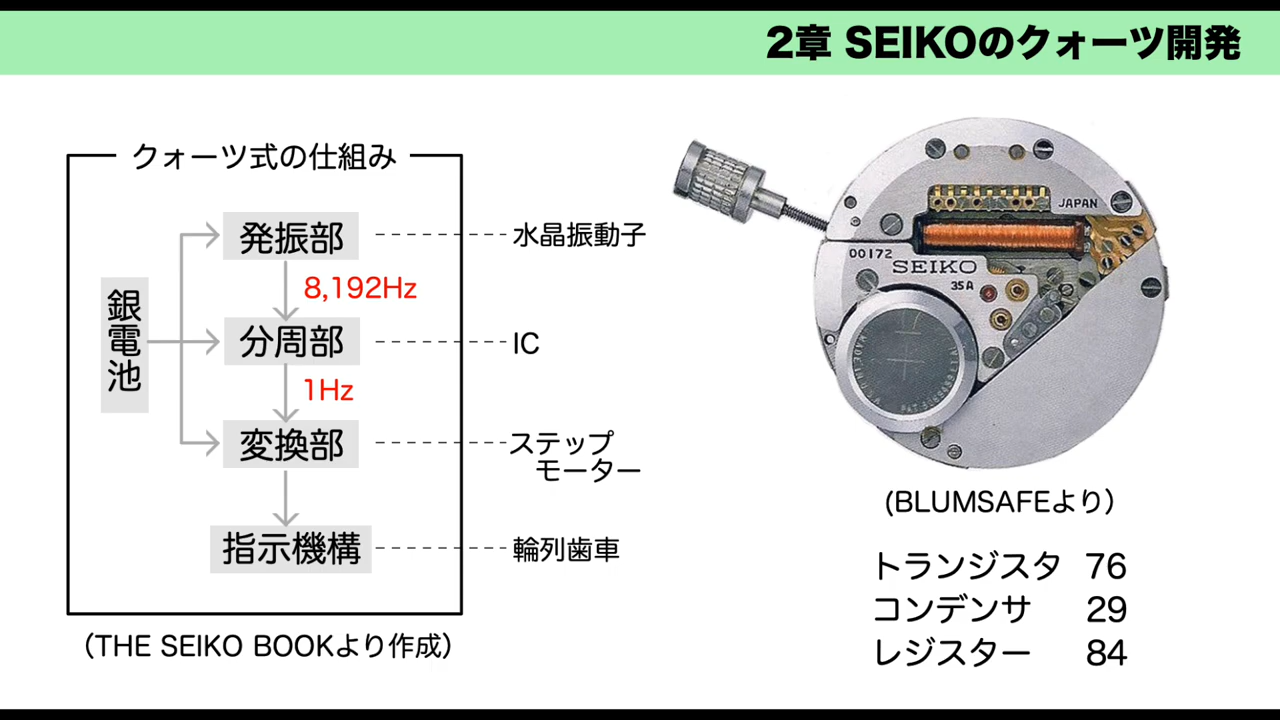 2章 SEIKOのクォーツ開発
クォーツ式の仕組み
銀電池
発振部
水晶振動子
8,192Hz
分周部
IC
1Hz
変換部
ステップ
モーター
指示機構
輪列歯車
(THE SEIKO BOOKより作成)
JAPAN
00172
SEIKO
35A
(BLUMSAFEより)
トランジスタ 76
コンデンサ 29
レジスター 84